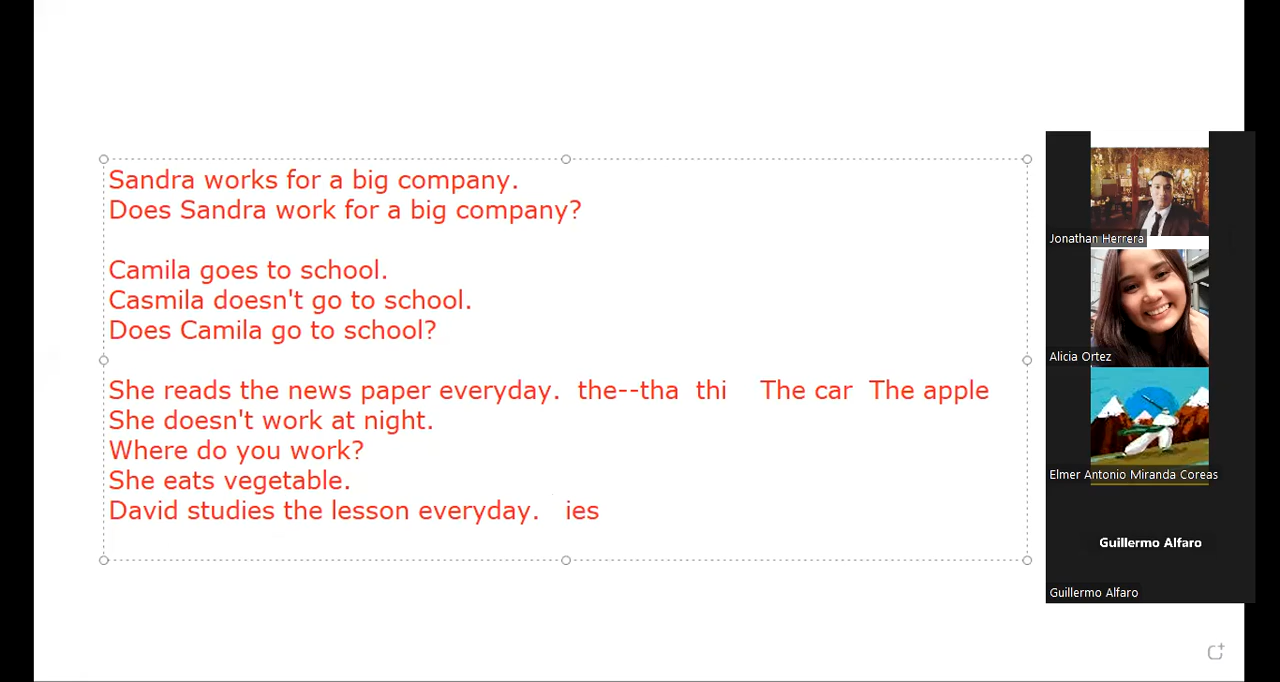 Sandra works for a big company.
Does Sandra work for a big company?
Camila goes to school.
Casmila doesn't go to school.
Does Camila go to school?
She reads the news paper everyday.  the--tha  thi    The car  The apple
She doesn't work at night.
Where do you work?
She eats vegetable.
David studies the lesson everyday.   ies
Jonathan Herrera
Alicia Ortez
Elmer Antonio Miranda Coreas
Guillermo Alfaro
Guillermo Alfaro